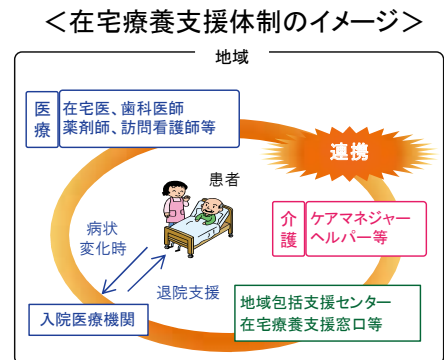 ＜在宅療養支援体制のイメージ＞
地域
医療
在宅医、歯科医師
薬剤師、訪問看護師等
連携
患者
介護
ケアマネジャー
ヘルパー等
病状
変化時
退院支援
入院医療機関
地域包括支援センター
在宅療養支援窓口等